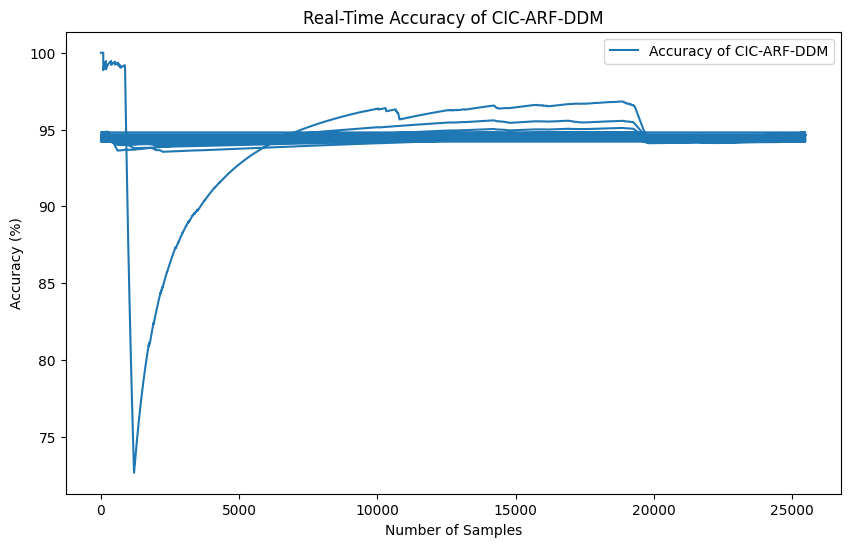 Real-Time Accuracy of CIC-ARF-DDM
Accuracy of CIC-ARF-DDM
100
95
90
85
80
75
Accuracy (%)
0 5000 10000 15000 20000 25000
Number of Samples